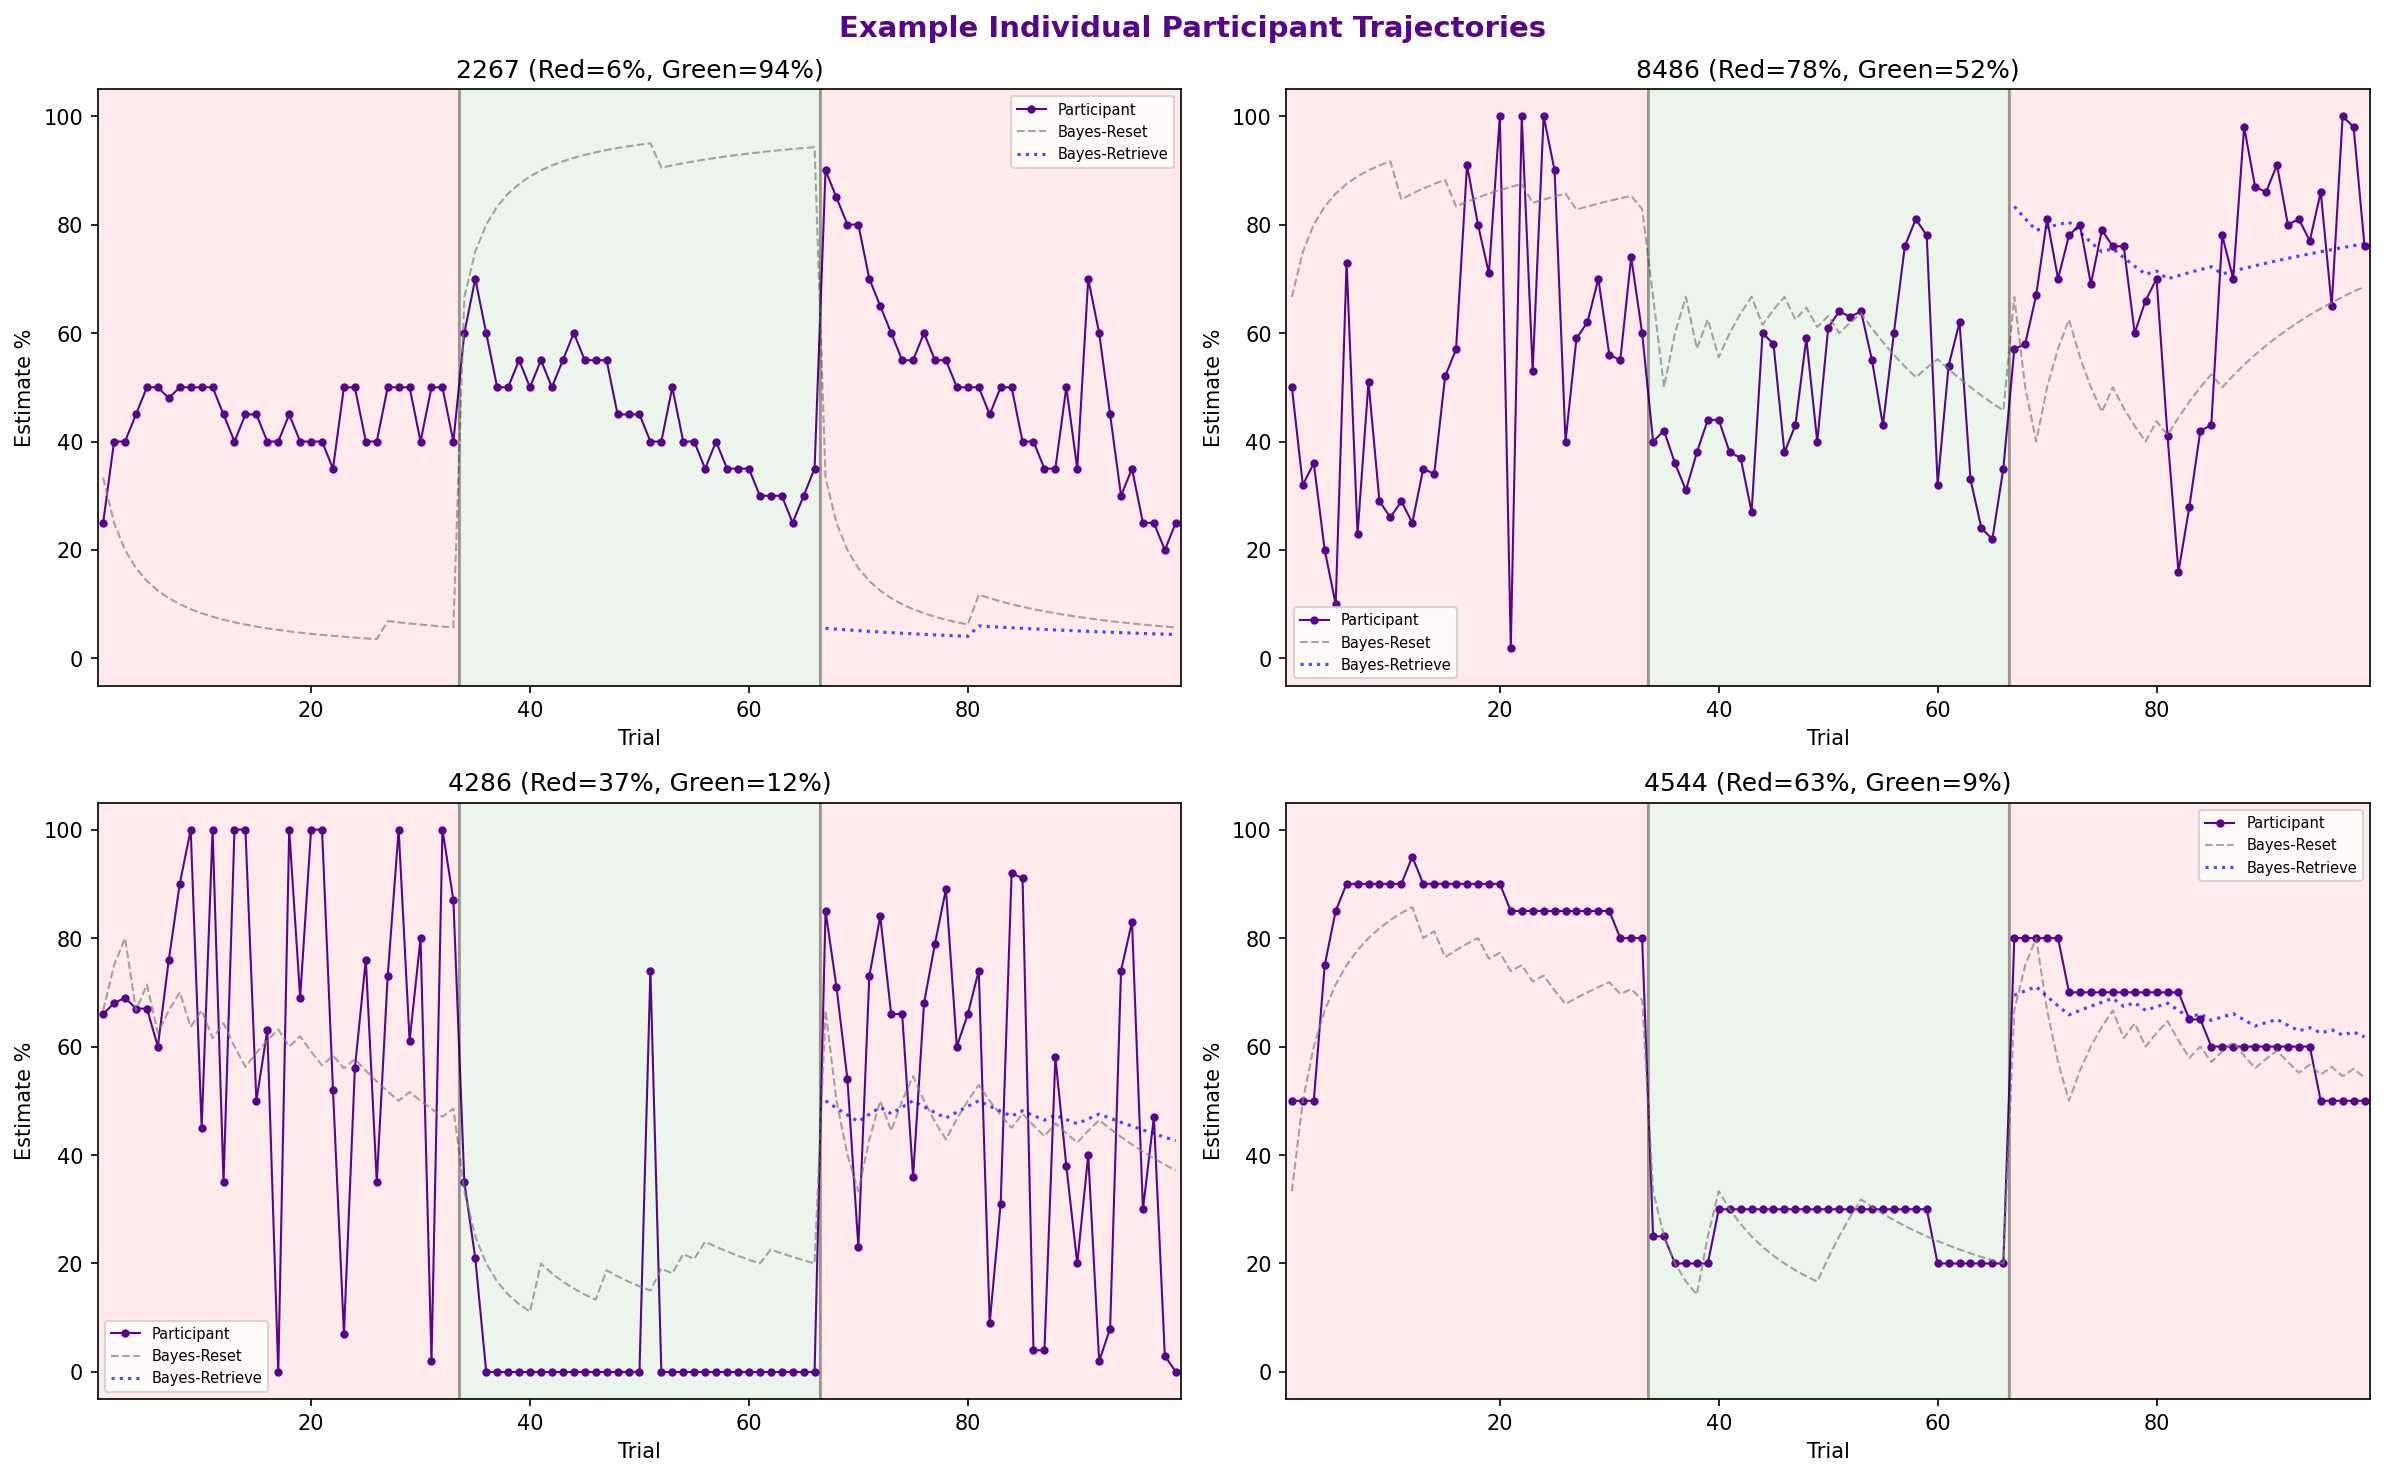 Example Individual Participant Trajectories
2267 (Red=6%, Green=94%)
Estimate %
100
80
60
40
20
0
Participant
Bayes-Reset
Bayes-Retrieve
20 40 60 80
Trial
8486 (Red=78%, Green=52%)
Estimate %
100
80
60
40
20
0
Participant
Bayes-Reset
Bayes-Retrieve
20 40 60 80
Trial
4286 (Red=37%, Green=12%)
Estimate %
100
80
60
40
20
0
Participant
Bayes-Reset
Bayes-Retrieve
20 40 60 80
Trial
4544 (Red=63%, Green=9%)
Estimate %
100
80
60
40
20
0
Participant
Bayes-Reset
Bayes-Retrieve
20 40 60 80
Trial